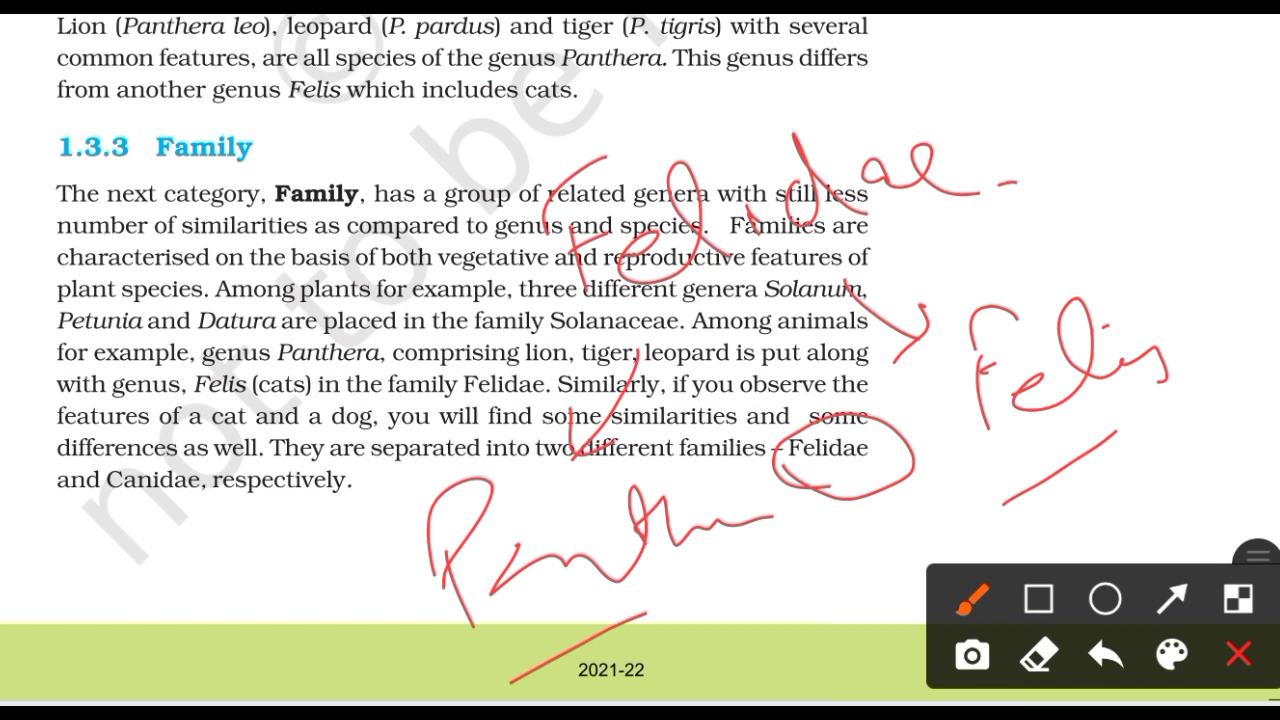 Lion (Panthera leo), leopard (P. pardus) and tiger (P. tigris) with several
common features, are all species of the genus Panthera. This genus differs
from another genus Felis which includes cats.
1.3.3 Family
The next category, Family, has a group of related genera with still less
number of similarities as compared to genus and species. Families are
characterised on the basis of both vegetative and reproductive features of
plant species. Among plants for example, three different genera Solanum,
Petunia and Datura are placed in the family Solanaceae. Among animals
for example, genus Panthera, comprising lion, tiger, leopard is put along
with genus, Felis (cats) in the family Felidae. Similarly, if you observe the
features of a cat and a dog, you will find some similarities and some
differences as well. They are separated into two different families – Felidae
and Canidae, respectively.
Felidae -
Felis
not to be
©
2021-22